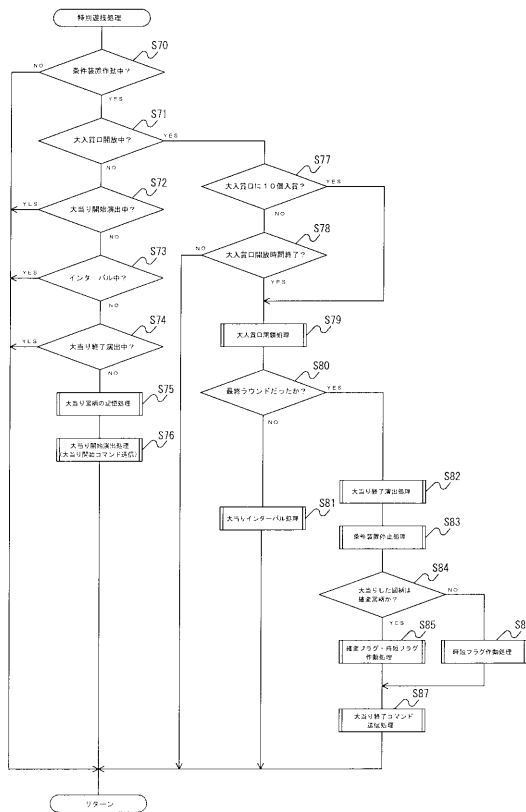 特別遊技処理
S70
条件装置作動中？
NO
YES
S71
大入賞口開放中？
YES
NO
S72
大当り開始演出中？
YES
NO
S73
インターバル中？
YES
NO
S74
大当り終了演出中？
YES
NO
S75
大当り図柄の記憶処理
S76
大当り開始演出処理
(大当り開始コマンド送信)
S77
大入賞口に１０個入賞？
YES
NO
S78
大入賞口開放時間終了？
NO
YES
S79
大入賞口閉鎖処理
S80
最終ラウンドだったか？
YES
NO
S81
大当りインターバル処理
S82
大当り終了演出処理
S83
条件装置停止処理
S84
大当りした図柄は
確変図柄か？
NO
YES
S85
確変フラグ・時短フラグ
作動処理
S8
時短フラグ作動処理
S87
大当り終了コマンド
送信処理
リターン